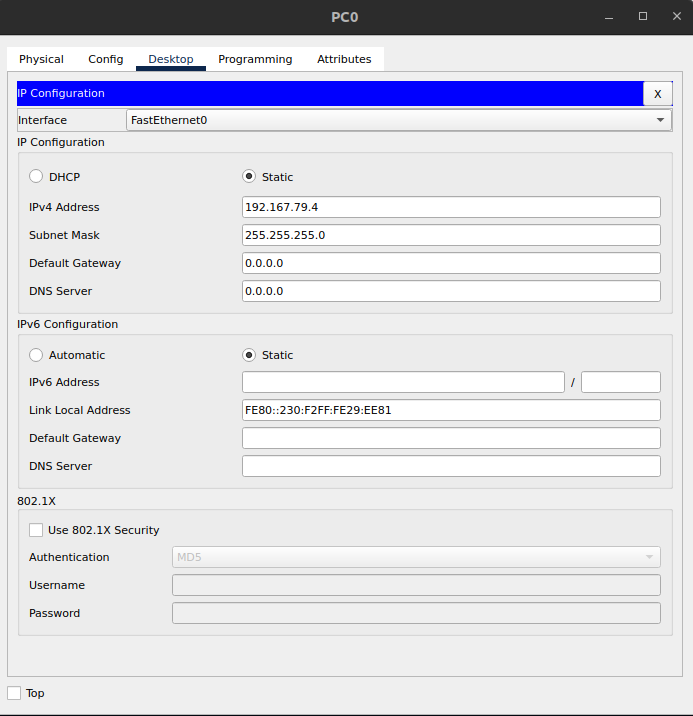 PC0
Physical Config Desktop Programming Attributes
IP Configuration X
Interface FastEthernet0
IP Configuration
DHCP Static
IPv4 Address 192.167.79.4
Subnet Mask 255.255.255.0
Default Gateway 0.0.0.0
DNS Server 0.0.0.0
IPv6 Configuration
Automatic Static
IPv6 Address /
Link Local Address FE80::230:F2FF:FE29:EE81
Default Gateway
DNS Server
802.1X
Use 802.1X Security
Authentication MD5
Username
Password
Top